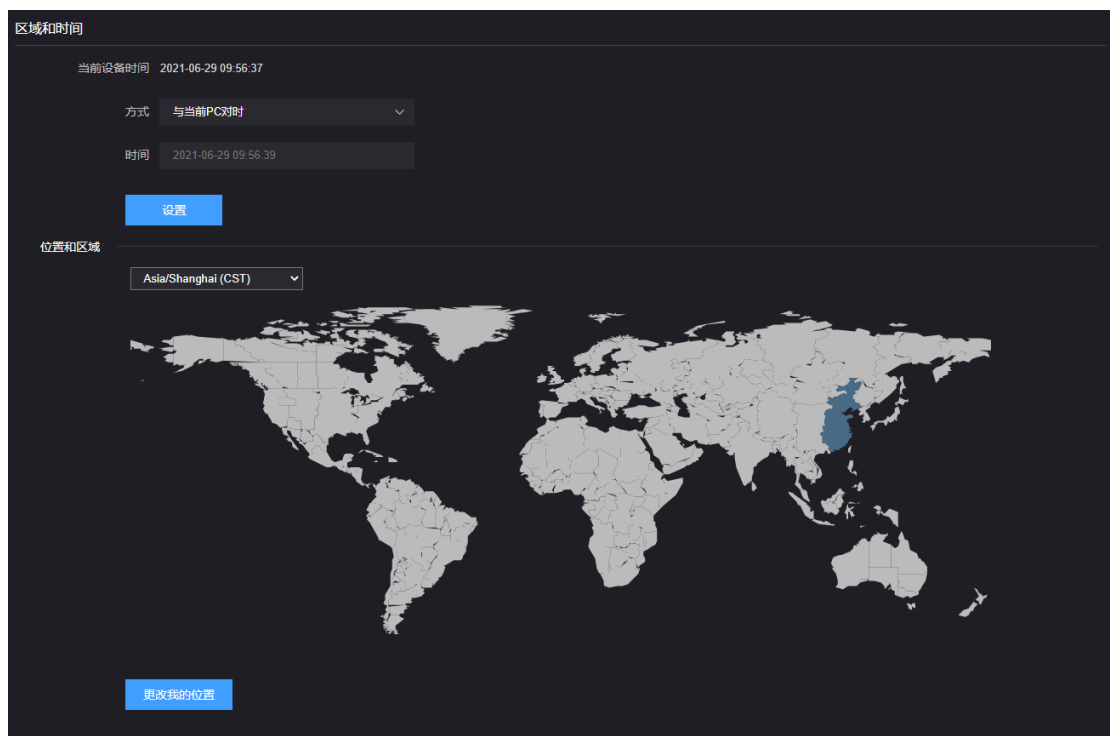 区域和时间
当前设备时间 2021-06-29 09:56:37
方式 与当前PC对时
时间 2021-06-29 09:56:39
设置
位置和区域
Asia/Shanghai (CST)
更改我的位置